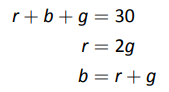 r + b + g = 30
r = 2g
b = r + g